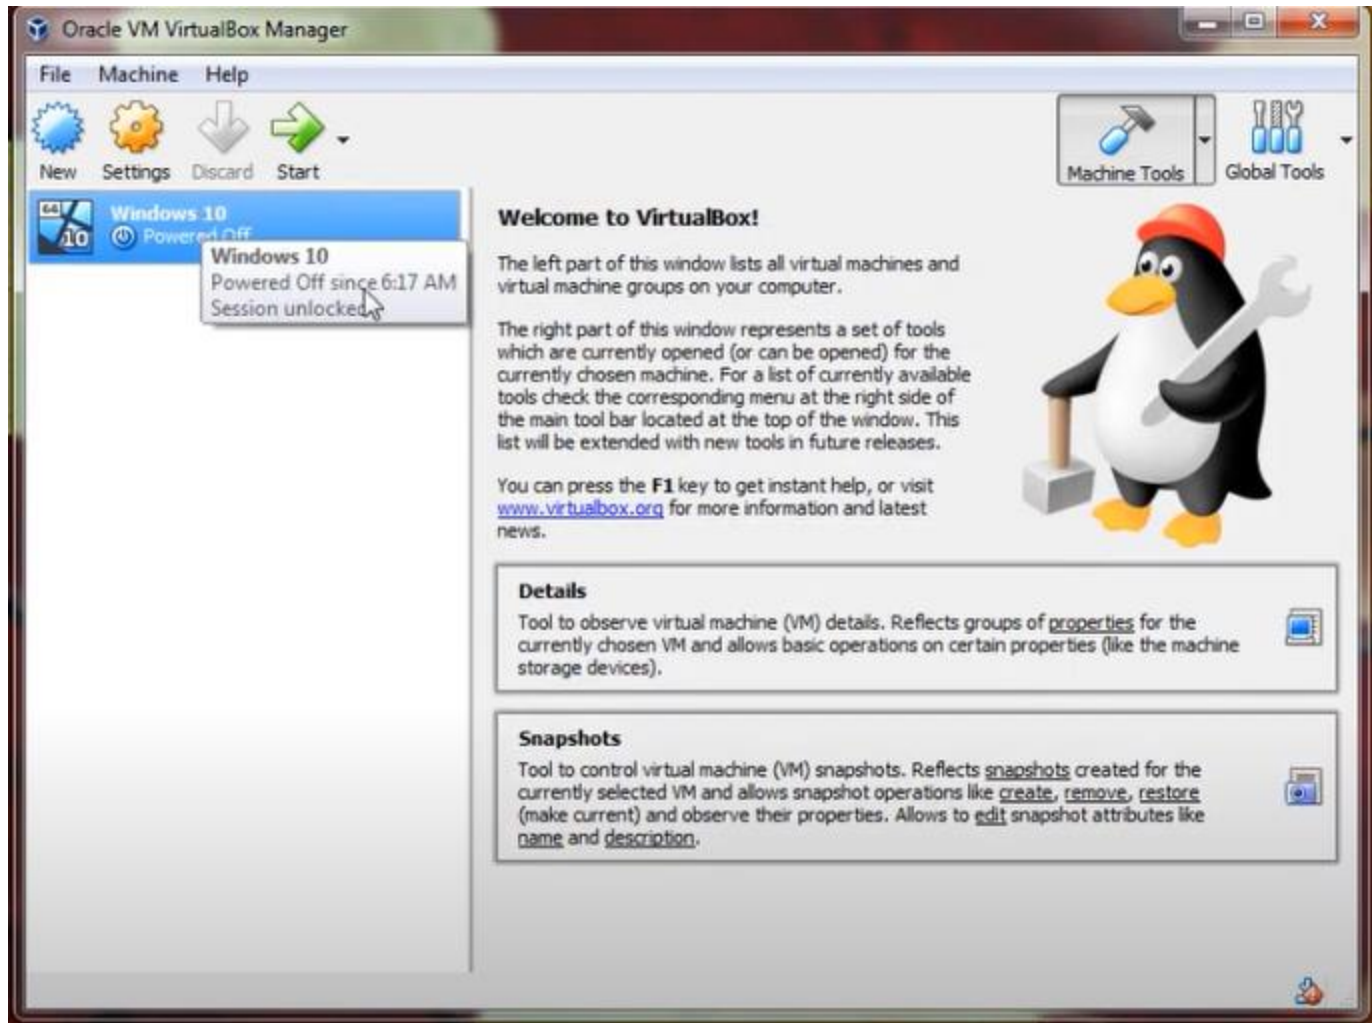 Oracle VM VirtualBox Manager
File Machine Help
New Settings Discard Start
Machine Tools Global Tools
64
10
Windows 10
Powered Off
Windows 10
Powered Off since 6:17 AM
Session unlocked
Welcome to VirtualBox!
The left part of this window lists all virtual machines and
virtual machine groups on your computer.
The right part of this window represents a set of tools
which are currently opened (or can be opened) for the
currently chosen machine. For a list of currently available
tools check the corresponding menu at the right side of
the main tool bar located at the top of the window. This
list will be extended with new tools in future releases.
You can press the F1 key to get instant help, or visit
www.virtualbox.org for more information and latest
news.
Details
Tool to observe virtual machine (VM) details. Reflects groups of properties for the
currently chosen VM and allows basic operations on certain properties (like the machine
storage devices).
Snapshots
Tool to control virtual machine (VM) snapshots. Reflects snapshots created for the
currently selected VM and allows snapshot operations like create, remove, restore
(make current) and observe their properties. Allows to edit snapshot attributes like
name and description.